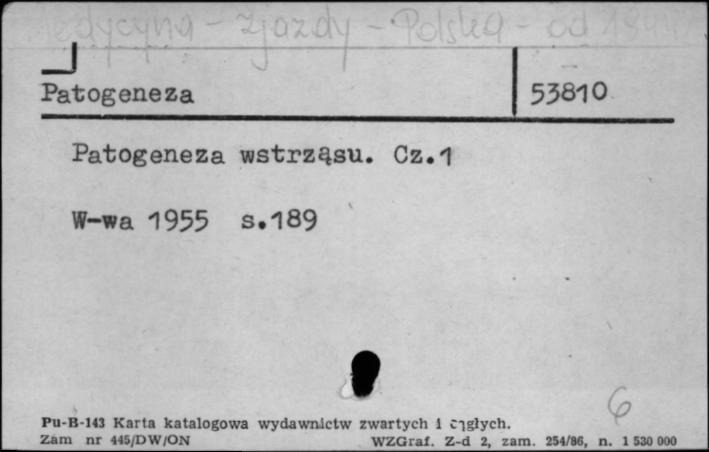 Medycyna - Zjazdy - Polska - od 1944
Patogeneza 53810
Patogeneza wstrząsu. Cz.1
W-wa 1955 s.189
6
Pu-B-143 Karta katalogowa wydawnictw zwartych i ciągłych.
Zam nr 445/DW/ON WZGraf. Z-d 2, zam. 254/86, n. 1 530 000